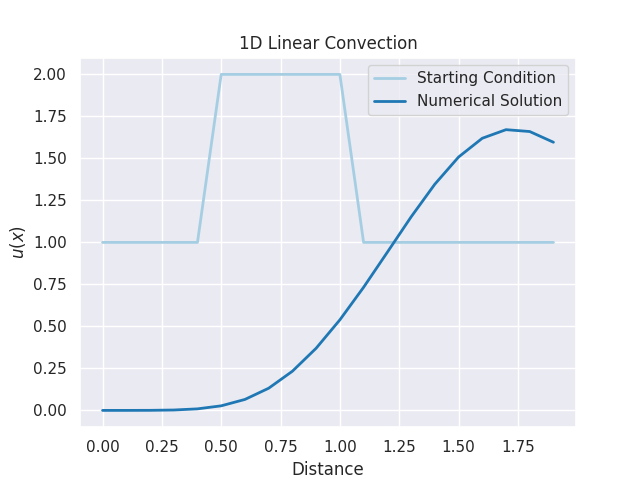 1D Linear Convection
Starting Condition
Numerical Solution
2.00
1.75
1.50
1.25
1.00
0.75
0.50
0.25
0.00
u(x)
0.00 0.25 0.50 0.75 1.00 1.25 1.50 1.75
Distance